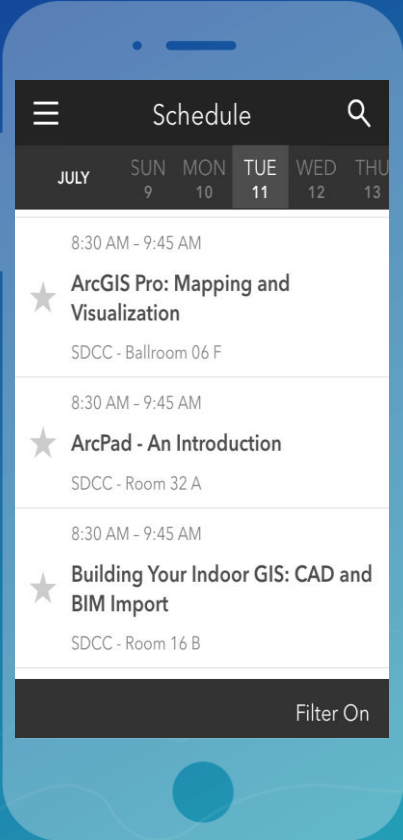 Schedule
JULY
SUN MON TUE WED THU
9 10 11 12 13
8:30 AM – 9:45 AM
ArcGIS Pro: Mapping and
Visualization
SDCC - Ballroom 06 F
8:30 AM – 9:45 AM
ArcPad - An Introduction
SDCC - Room 32 A
8:30 AM – 9:45 AM
Building Your Indoor GIS: CAD and
BIM Import
SDCC - Room 16 B
Filter On